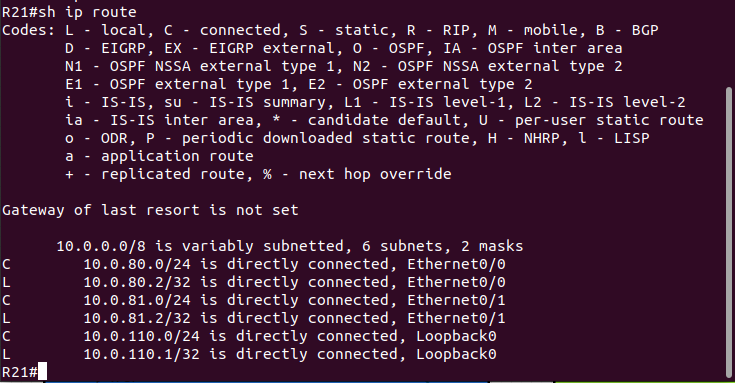 R21#sh ip route
Codes: L - local, C - connected, S - static, R - RIP, M - mobile, B - BGP
       D - EIGRP, EX - EIGRP external, O - OSPF, IA - OSPF inter area
       N1 - OSPF NSSA external type 1, N2 - OSPF NSSA external type 2
       E1 - OSPF external type 1, E2 - OSPF external type 2
       i - IS-IS, su - IS-IS summary, L1 - IS-IS level-1, L2 - IS-IS level-2
       ia - IS-IS inter area, * - candidate default, U - per-user static route
       o - ODR, P - periodic downloaded static route, H - NHRP, l - LISP
       a - application route
       + - replicated route, % - next hop override

Gateway of last resort is not set

      10.0.0.0/8 is variably subnetted, 6 subnets, 2 masks
C        10.0.80.0/24 is directly connected, Ethernet0/0
L        10.0.80.2/32 is directly connected, Ethernet0/0
C        10.0.81.0/24 is directly connected, Ethernet0/1
L        10.0.81.2/32 is directly connected, Ethernet0/1
C        10.0.110.0/24 is directly connected, Loopback0
L        10.0.110.1/32 is directly connected, Loopback0
R21#